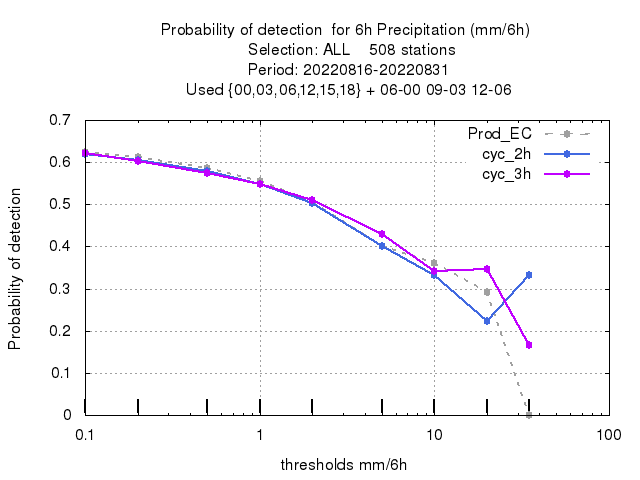 Probability of detection  for 6h Precipitation (mm/6h)
Selection: ALL    508 stations
Period: 20220816-20220831
Used {00,03,06,12,15,18} + 06-00 09-03 12-06
Prod_EC
cyc_2h
cyc_3h
Probability of detection
0.7
0.6
0.5
0.4
0.3
0.2
0.1
0
0.1 1 10 100
thresholds mm/6h